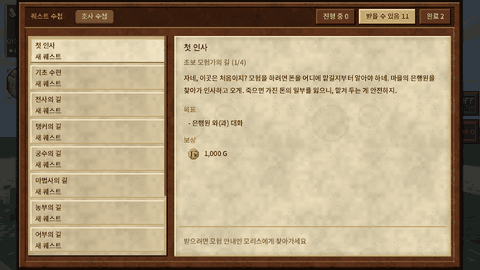 퀘스트 수첩
조사 수첩
진행 중 0
받을 수 있음 11
완료 2
첫 인사
새 퀘스트
기초 수련
새 퀘스트
전사의 길
새 퀘스트
탱커의 길
새 퀘스트
궁수의 길
새 퀘스트
마법사의 길
새 퀘스트
농부의 길
새 퀘스트
어부의 길
새 퀘스트
첫 인사
초보 모험가의 길 (1/4)
자네, 이곳은 처음이지? 모험을 하려면 돈을 어디에 맡길지부터 알아야 하네. 마을의 은행원을
찾아가 인사하고 오게. 죽으면 가진 돈의 일부를 잃으니, 맡겨 두는 게 안전하지.
목표
- 은행원 와(과) 대화
보상
1,000 G
받으려면 모험 안내인 모리스에게 찾아가세요